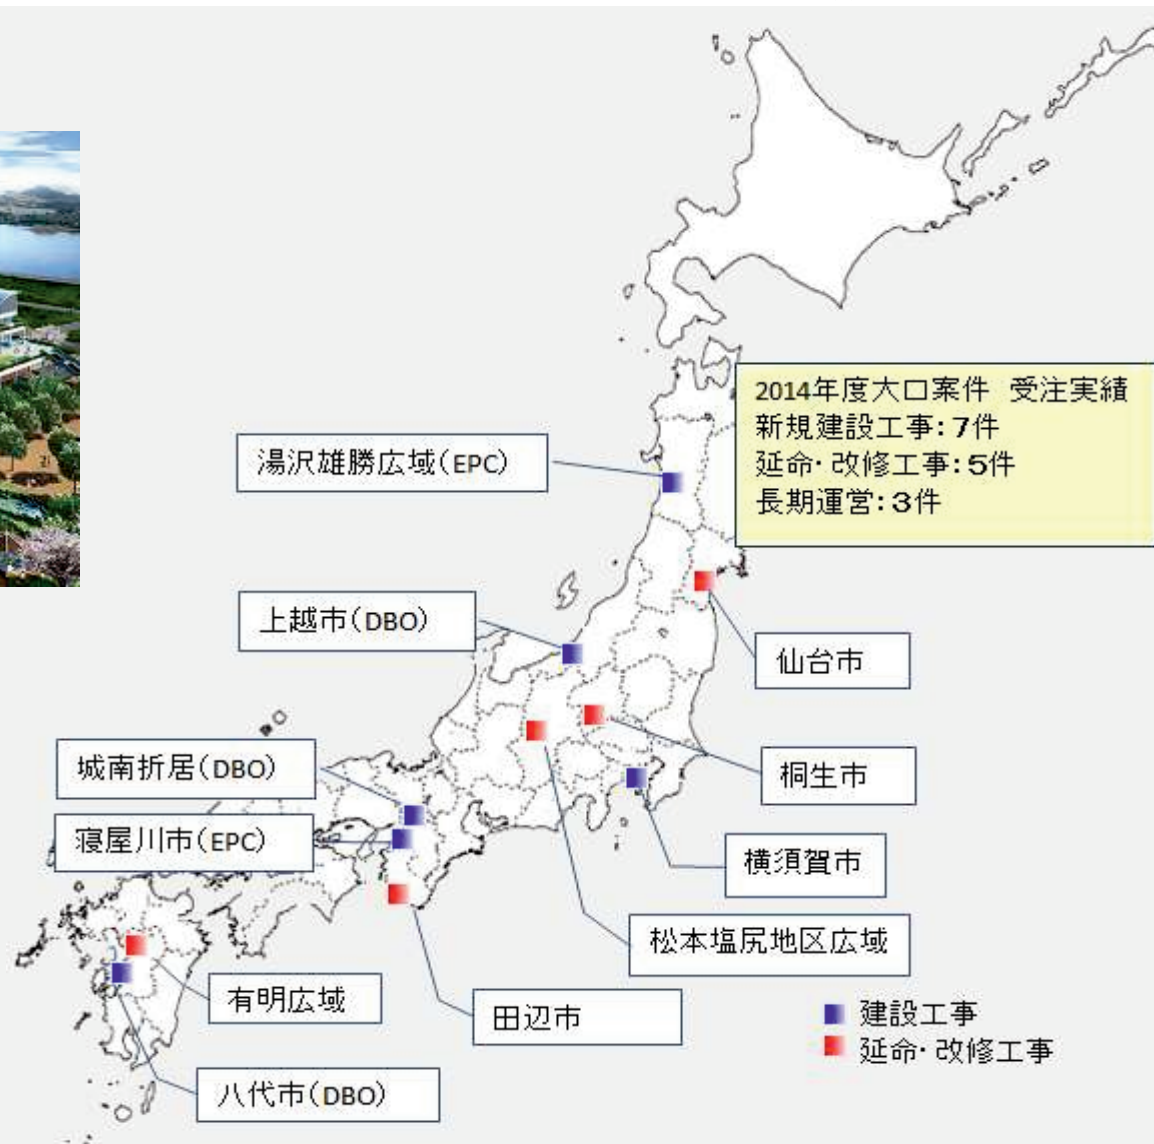 2014年度大口案件 受注実績
新規建設工事：7件
延命・改修工事：5件
長期運営：3件
湯沢雄勝広域（EPC）
上越市（DBO）
仙台市
城南折居（DBO）
桐生市
寝屋川市（EPC）
横須賀市
松本塩尻地区広域
有明広域
田辺市
八代市（DBO）
建設工事
延命・改修工事